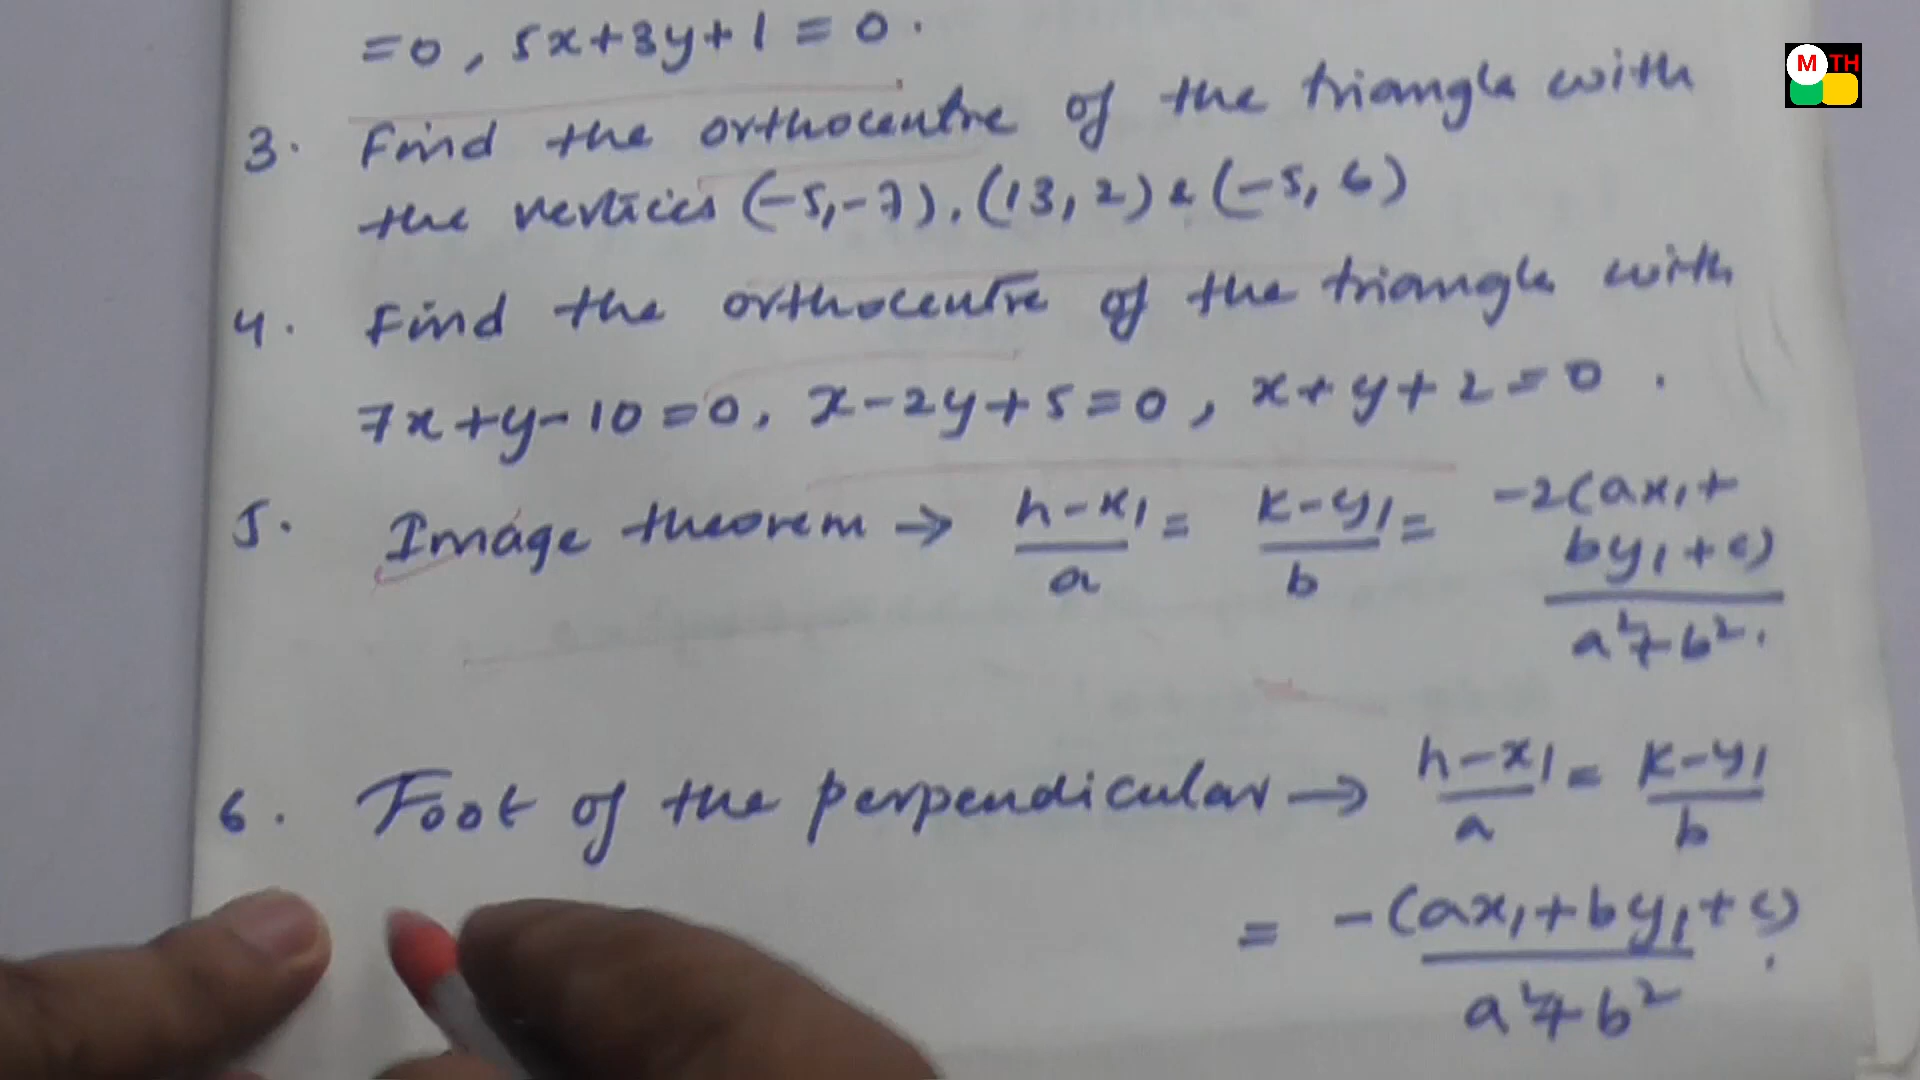 =0, 5x+3y+1=0.
3. Find the orthocentre of the triangle with
the vertices (-5,-7), (13, 2) & (-5, 6)
4. Find the orthocentre of the triangle with
7x+y-10=0, x-2y+5=0, x+y+2=0.
5. Image theorem → h-x₁/a = k-y₁/b = -2(ax₁+
by₁+c)
a²+b².
6. Foot of the perpendicular → h-x₁/a = k-y₁/b
= -(ax₁+by₁+c)/a²+b².
M TH